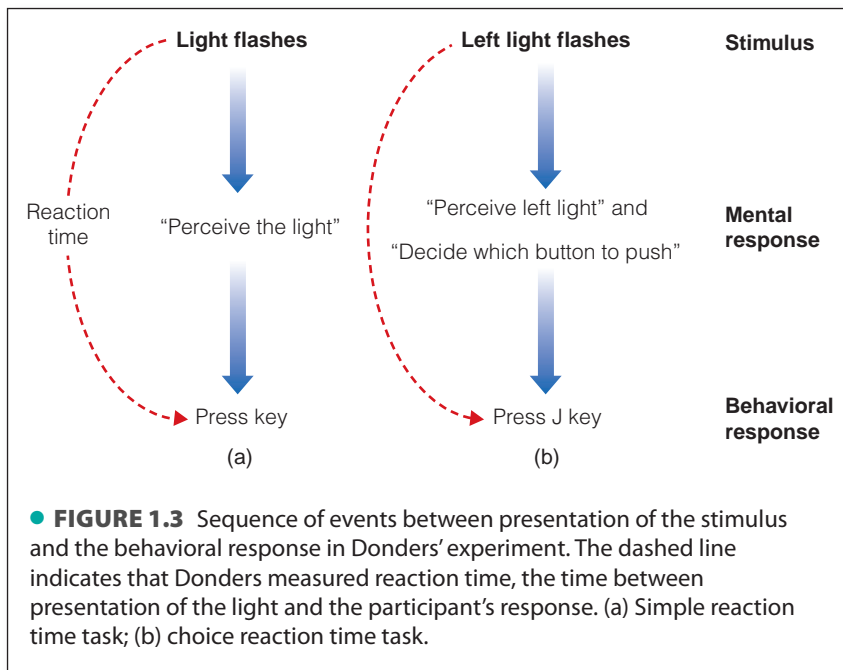 Light flashes
Left light flashes
Stimulus
Reaction
time
“Perceive the light”
“Perceive left light” and
“Decide which button to push”
Mental
response
Press key
Press J key
Behavioral
response
(a)
(b)
● FIGURE 1.3 Sequence of events between presentation of the stimulus
and the behavioral response in Donders’ experiment. The dashed line
indicates that Donders measured reaction time, the time between
presentation of the light and the participant’s response. (a) Simple reaction
time task; (b) choice reaction time task.